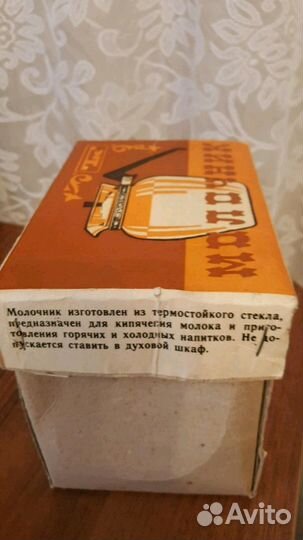 МОЛОЧНИК
Молочник изготовлен из термостойкого стекла,
предназначен для кипячения молока и приго-
товления горячих и холодных напитков. Не до-
пускается ставить в духовой шкаф.
Avito